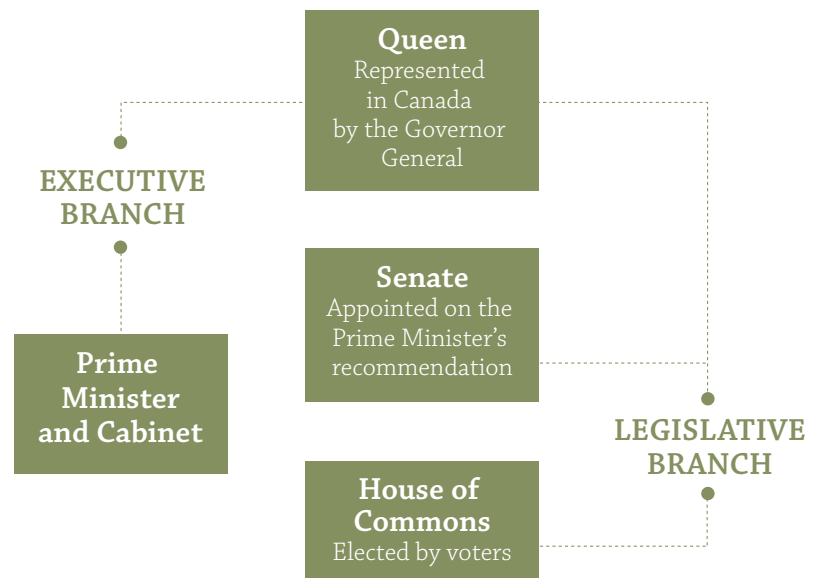 Queen
Represented
in Canada
by the Governor
General
EXECUTIVE
BRANCH
Senate
Appointed on the
Prime Minister's
recommendation
Prime
Minister
and Cabinet
LEGISLATIVE
BRANCH
House of
Commons
Elected by voters